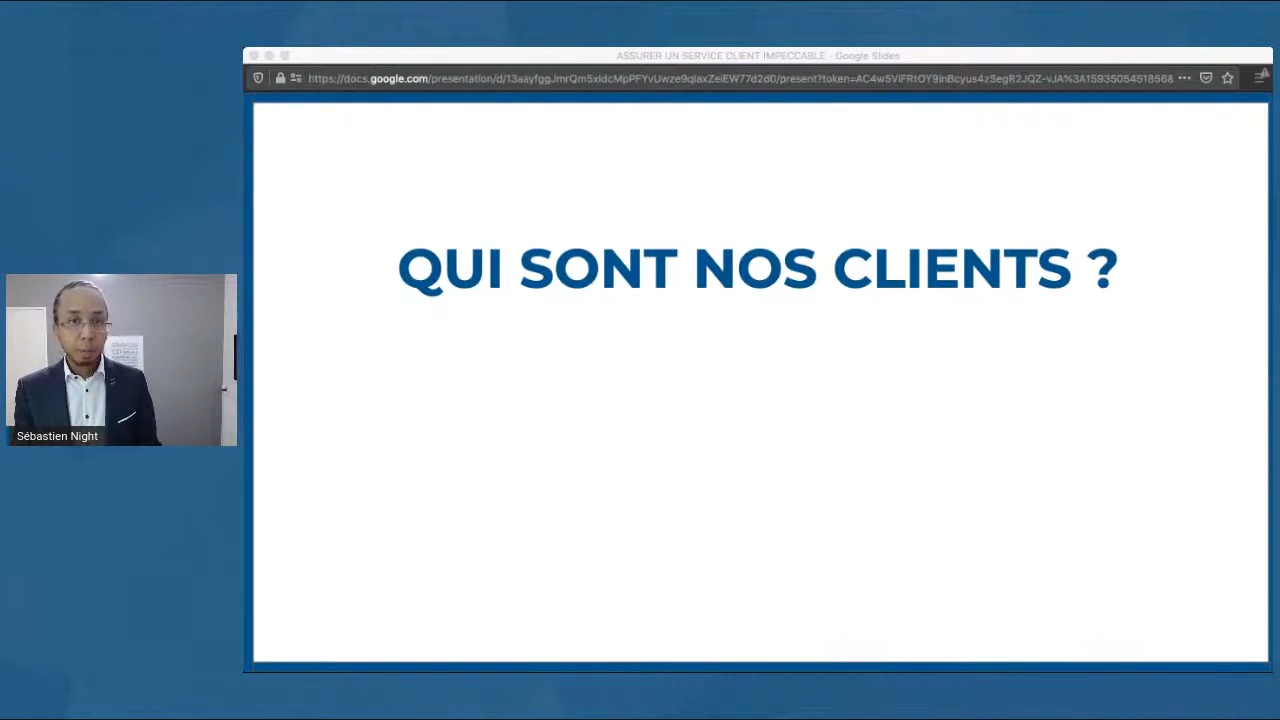 ASSURER UN SERVICE CLIENT IMPECCABLE - Google Slides
QUI SONT NOS CLIENTS ?
Sébastien Night